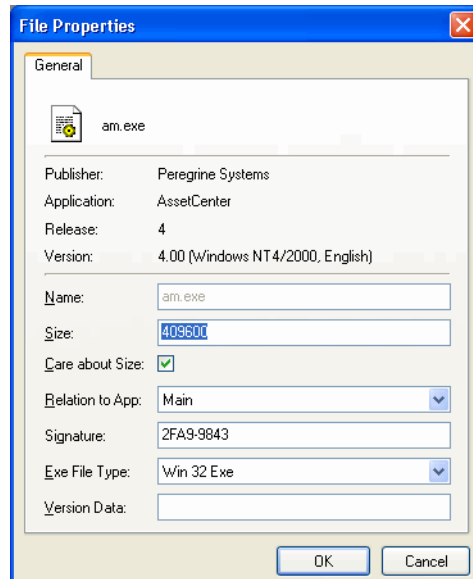 File Properties
General
am.exe
Publisher: Peregrine Systems
Application: AssetCenter
Release: 4
Version: 4.00 (Windows NT4/2000, English)
Name: am.exe
Size: 409600
Care about Size:
Relation to App: Main
Signature: 2FA9-9843
Exe File Type: Win 32 Exe
Version Data:
OK Cancel